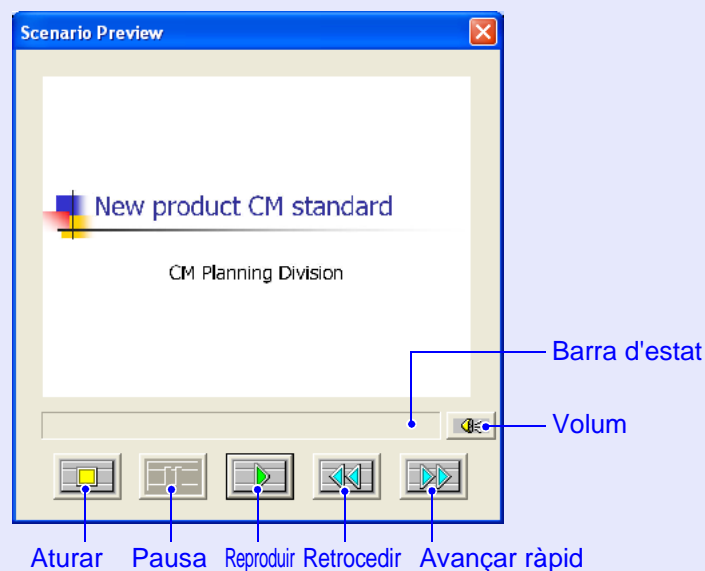 Scenario Preview
New product CM standard
CM Planning Division
Barra d'estat
Volum
Aturar Pausa Reproduir Retrocedir Avançar ràpid